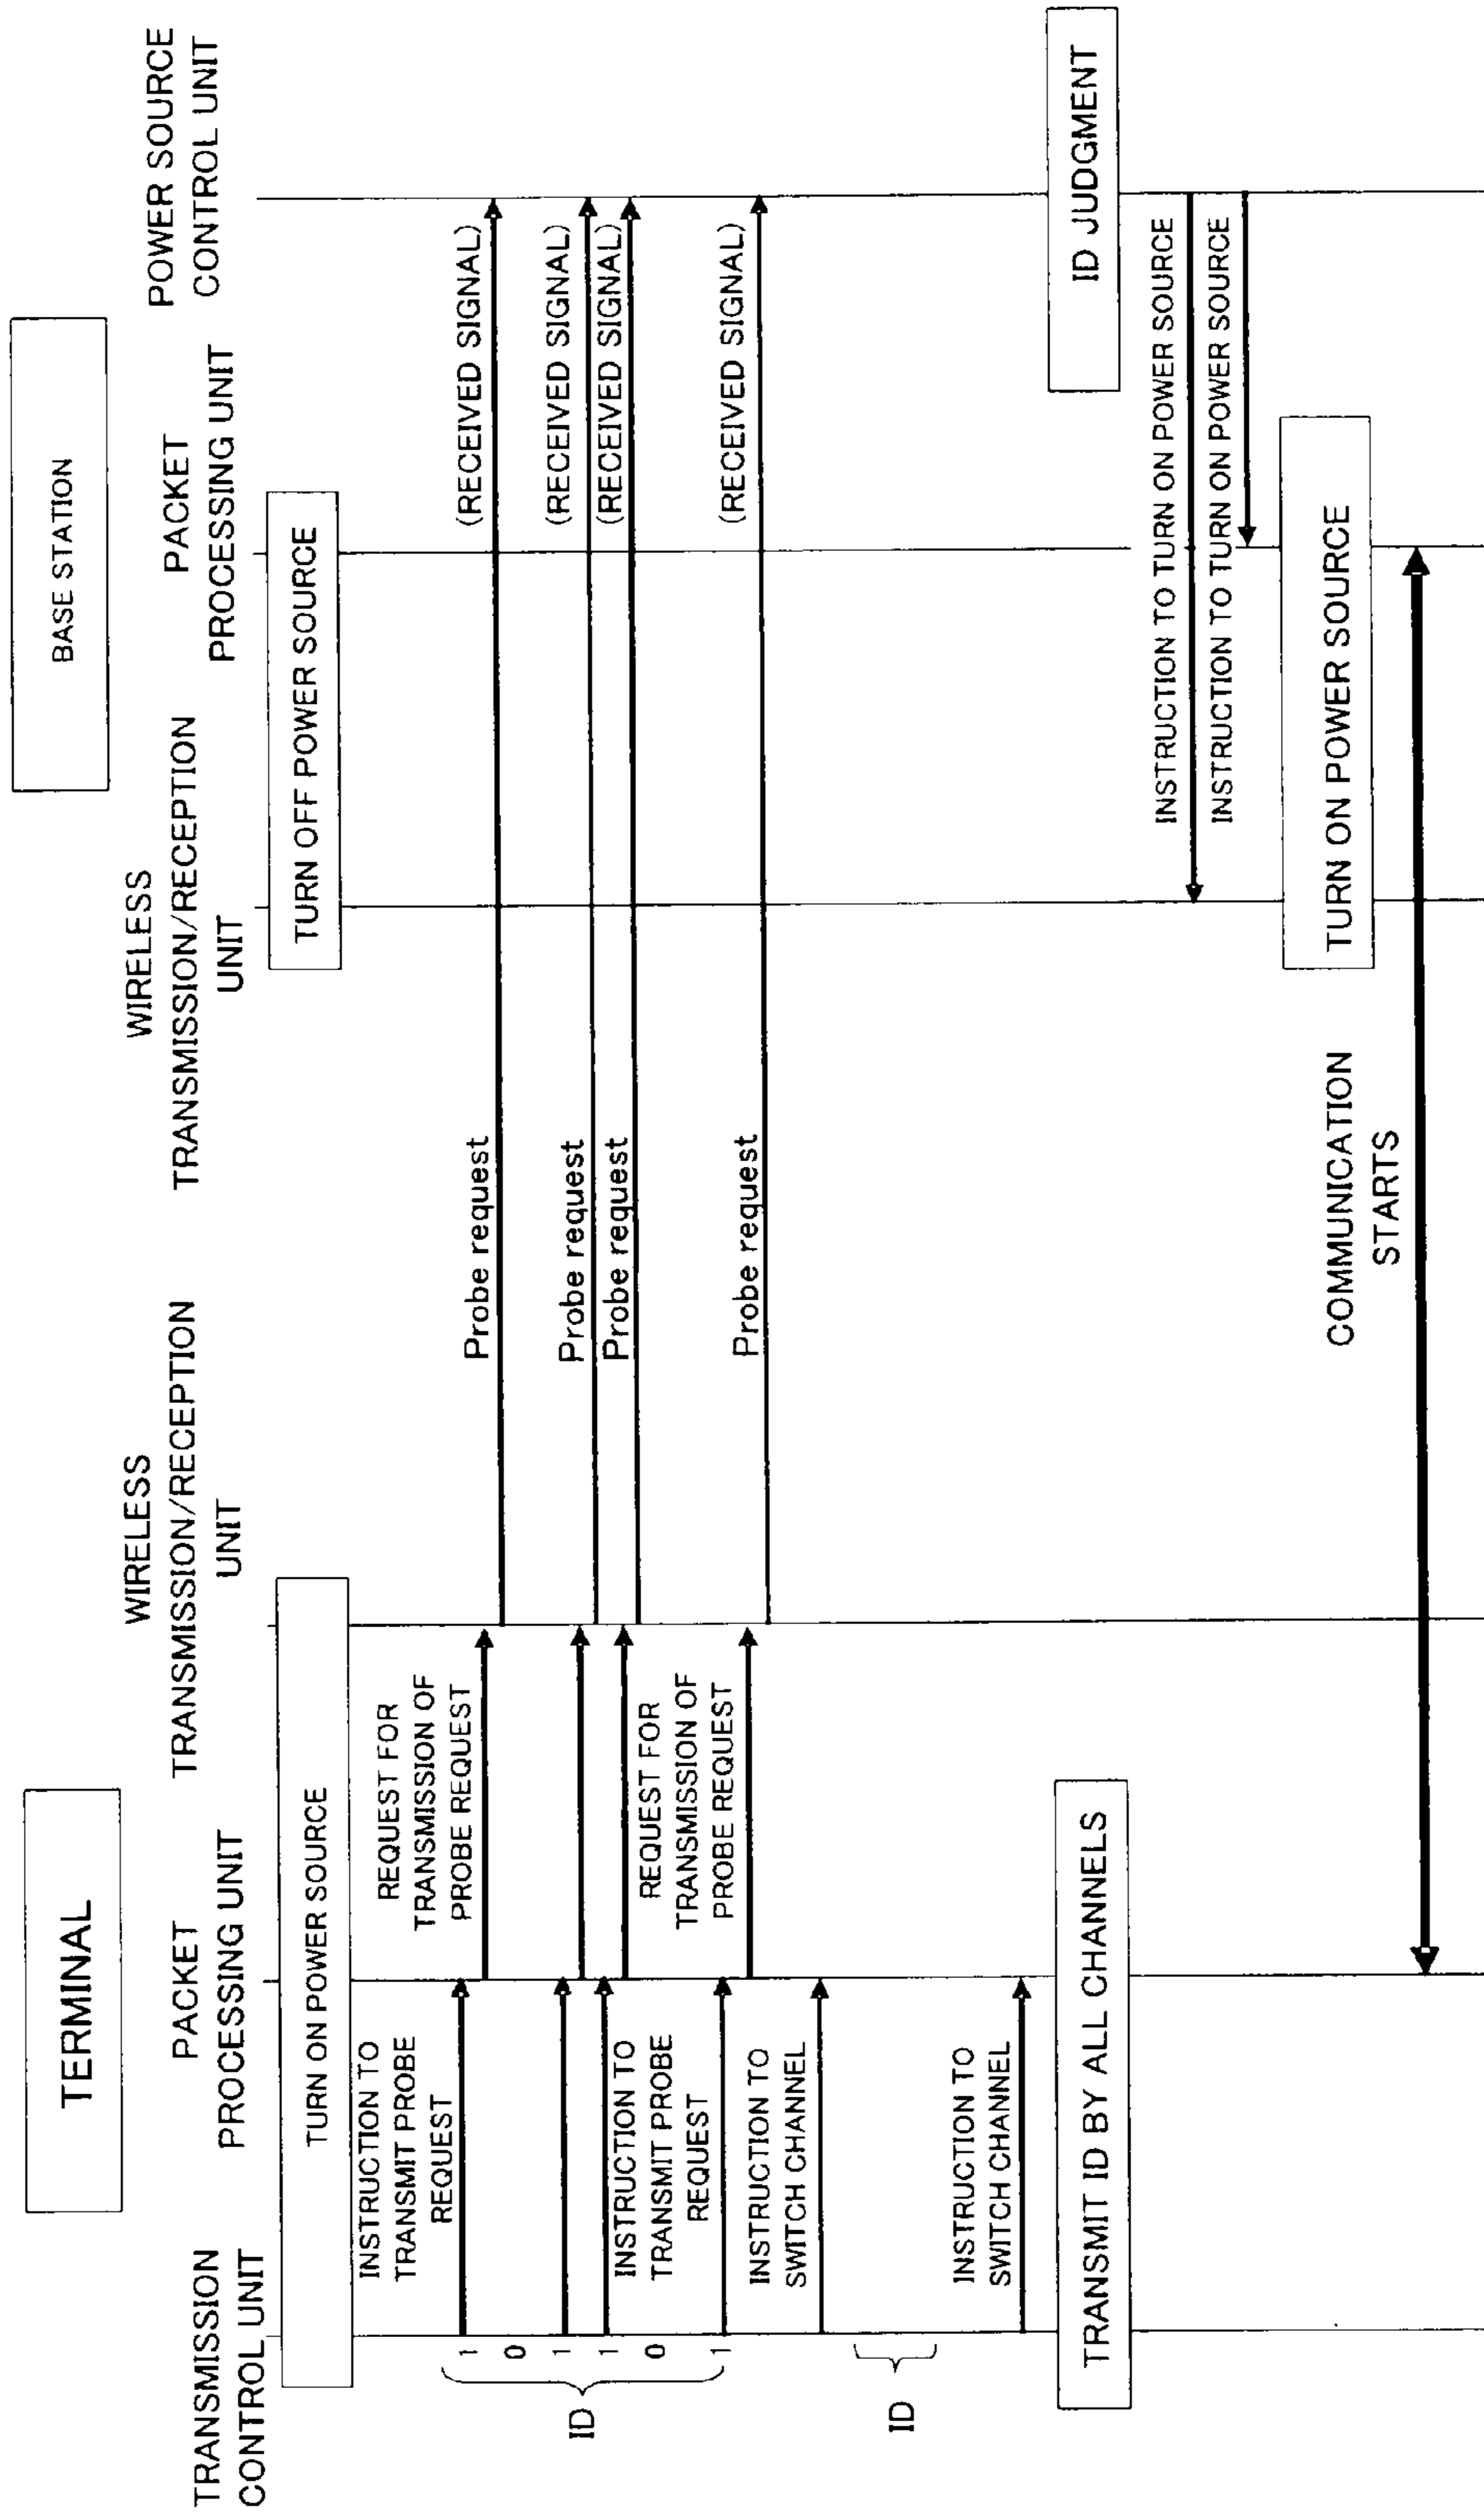 TERMINAL
BASE STATION
TRANSMISSION
CONTROL UNIT
PACKET
PROCESSING UNIT
WIRELESS
TRANSMISSION/RECEPTION
UNIT
WIRELESS
TRANSMISSION/RECEPTION
UNIT
PACKET
PROCESSING UNIT
POWER SOURCE
CONTROL UNIT
TURN ON POWER SOURCE
TURN OFF POWER SOURCE
INSTRUCTION TO
TRANSMIT PROBE
REQUEST
REQUEST FOR
TRANSMISSION OF
PROBE REQUEST
Probe request
(RECEIVED SIGNAL)
1
0
1
1
0
1
ID
Probe request
(RECEIVED SIGNAL)
Probe request
(RECEIVED SIGNAL)
INSTRUCTION TO
TRANSMIT PROBE
REQUEST
REQUEST FOR
TRANSMISSION OF
PROBE REQUEST
Probe request
(RECEIVED SIGNAL)
INSTRUCTION TO
SWITCH CHANNEL
ID
INSTRUCTION TO
SWITCH CHANNEL
TRANSMIT ID BY ALL CHANNELS
ID JUDGMENT
INSTRUCTION TO TURN ON POWER SOURCE
INSTRUCTION TO TURN ON POWER SOURCE
TURN ON POWER SOURCE
COMMUNICATION
STARTS